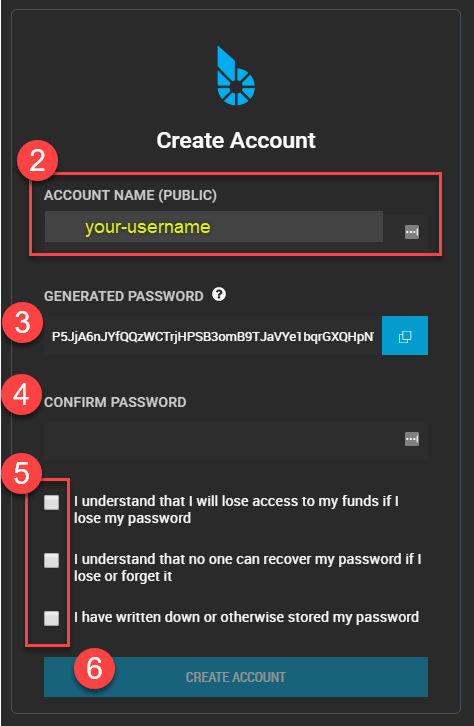 Create Account
2
ACCOUNT NAME (PUBLIC)
your-username
GENERATED PASSWORD ?
3
P5JjA6nJYfQQzWCTrjHPSB3omB9TJaVYe1bqrGXQHpN
4
CONFIRM PASSWORD
5
I understand that I will lose access to my funds if I
lose my password
I understand that no one can recover my password if I
lose or forget it
I have written down or otherwise stored my password
6
CREATE ACCOUNT